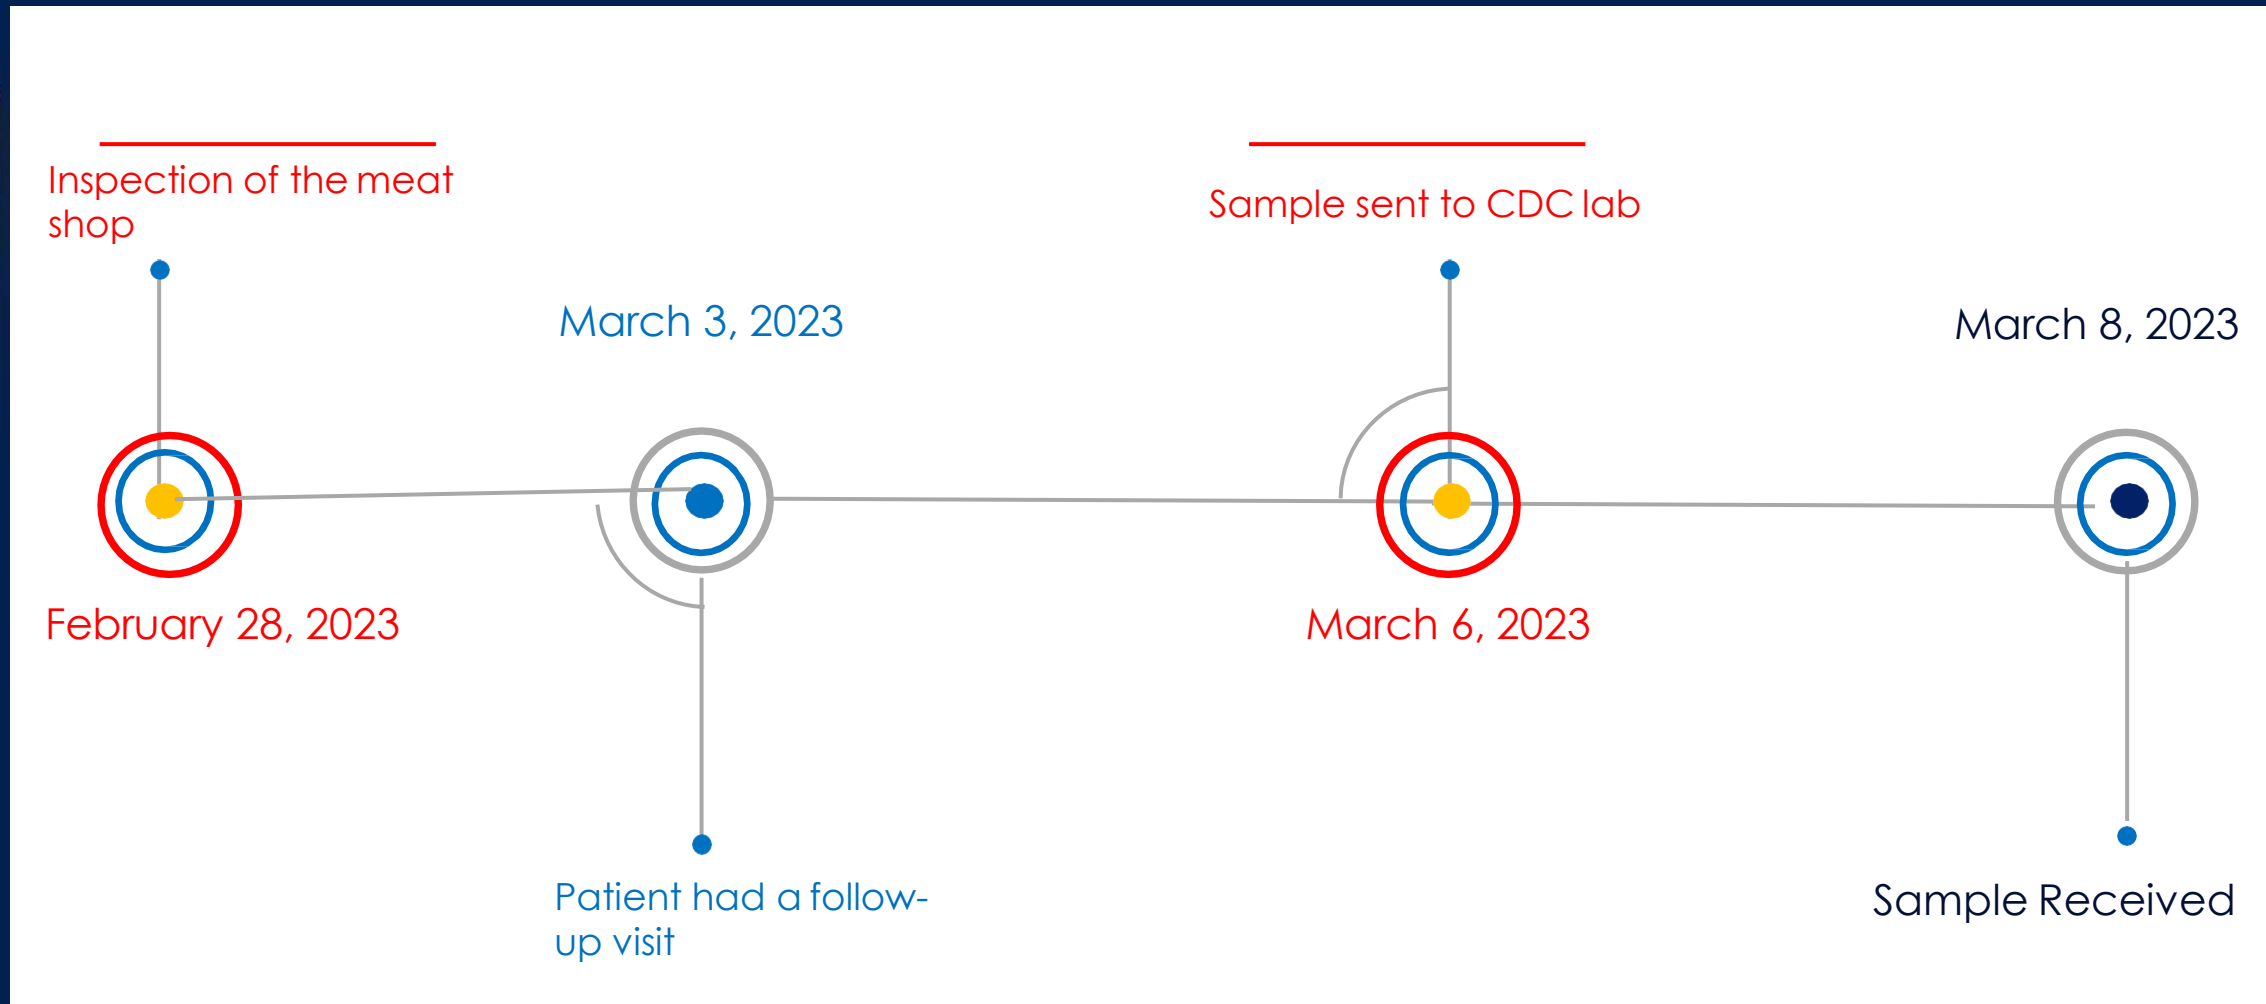 Inspection of the meat
shop
February 28, 2023
March 3, 2023
Patient had a follow-
up visit
Sample sent to CDC lab
March 6, 2023
March 8, 2023
Sample Received